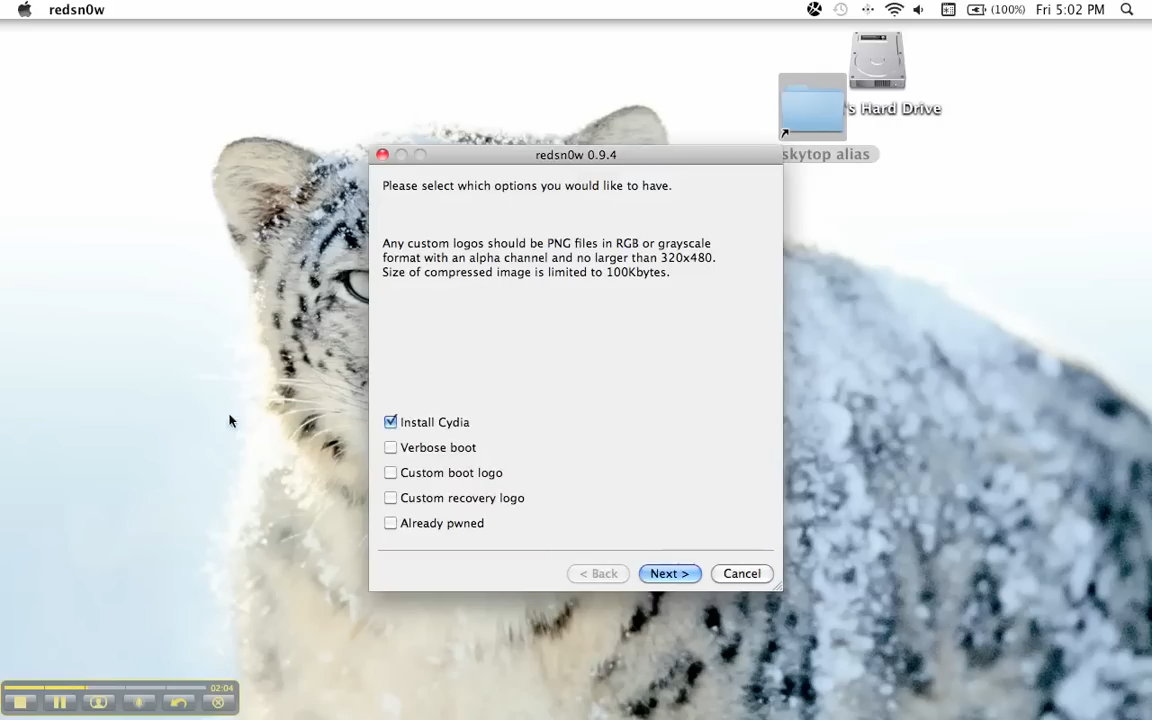 redsn0w
(100%)
Fri 5:02 PM
's Hard Drive
skytop alias
redsn0w 0.9.4
Please select which options you would like to have.
Any custom logos should be PNG files in RGB or grayscale
format with an alpha channel and no larger than 320x480.
Size of compressed image is limited to 100Kbytes.
Install Cydia
Verbose boot
Custom boot logo
Custom recovery logo
Already pwned
< Back
Next >
Cancel
02:04